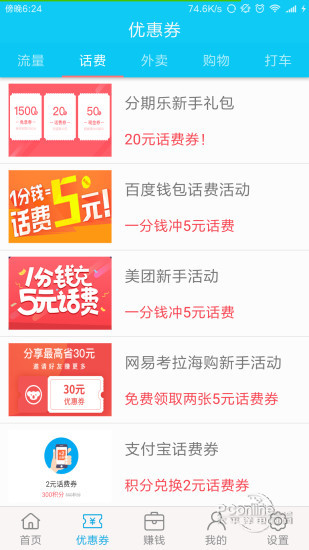 傍晚6:24
74.6K/s
优惠券
流量 话费 外卖 购物 打车
1500 20 50
分期乐新手礼包
20元话费券!
1分钱=
话费5元!
百度钱包话费活动
一分钱冲5元话费
1分钱充
5元话费
美团新手活动
一分钱冲5元话费
分享最高省30元
邀请好友赚更多
30元
优惠券
网易考拉海购新手活动
免费领取两张5元话费券
支付宝话费券
2元话费券
300积分
积分兑换2元话费券
PConline
首页 优惠券 赚钱 我的 设置